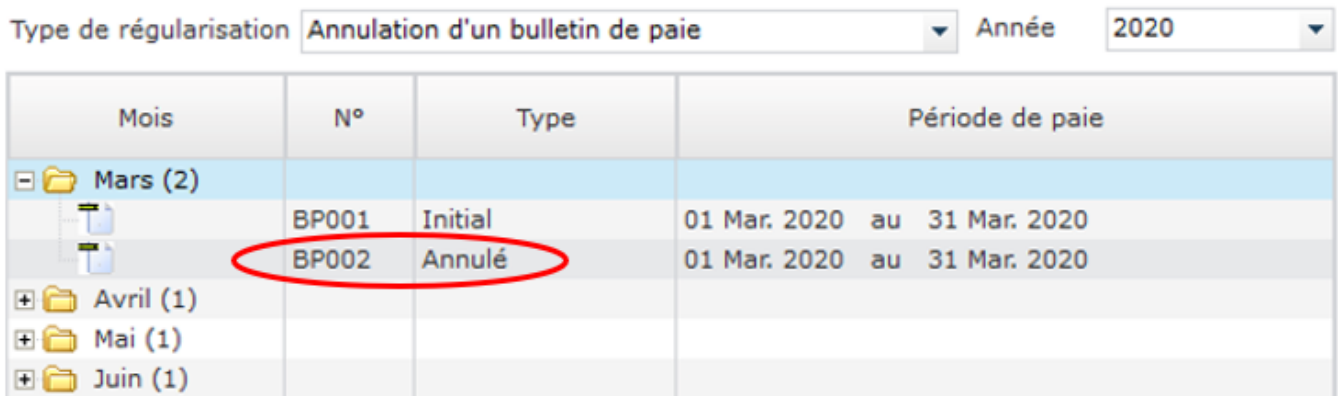 Type de régularisation Annulation d'un bulletin de paie Année 2020
Mois N° Type Période de paie
Mars (2)
BP001 Initial 01 Mar. 2020 au 31 Mar. 2020
BP002 Annulé 01 Mar. 2020 au 31 Mar. 2020
Avril (1)
Mai (1)
Juin (1)